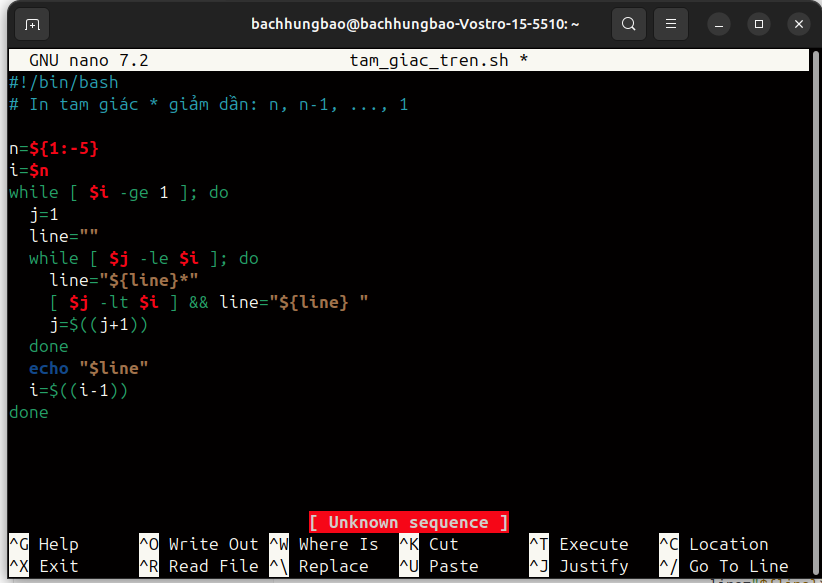 bachhungbao@bachhungbao-Vostro-15-5510: ~
GNU nano 7.2 tam_giac_tren.sh *
#!/bin/bash
# In tam giác * giảm dần: n, n-1, ..., 1

n=${1:-5}
i=$n
while [ $i -ge 1 ]; do
  j=1
  line=""
  while [ $j -le $i ]; do
    line="${line}*"
    [ $j -lt $i ] && line="${line} "
    j=$((j+1))
  done
  echo "$line"
  i=$((i-1))
done
[ Unknown sequence ]
^G Help ^O Write Out ^W Where Is ^K Cut ^T Execute ^C Location
^X Exit ^R Read File ^\ Replace ^U Paste ^J Justify ^/ Go To Line